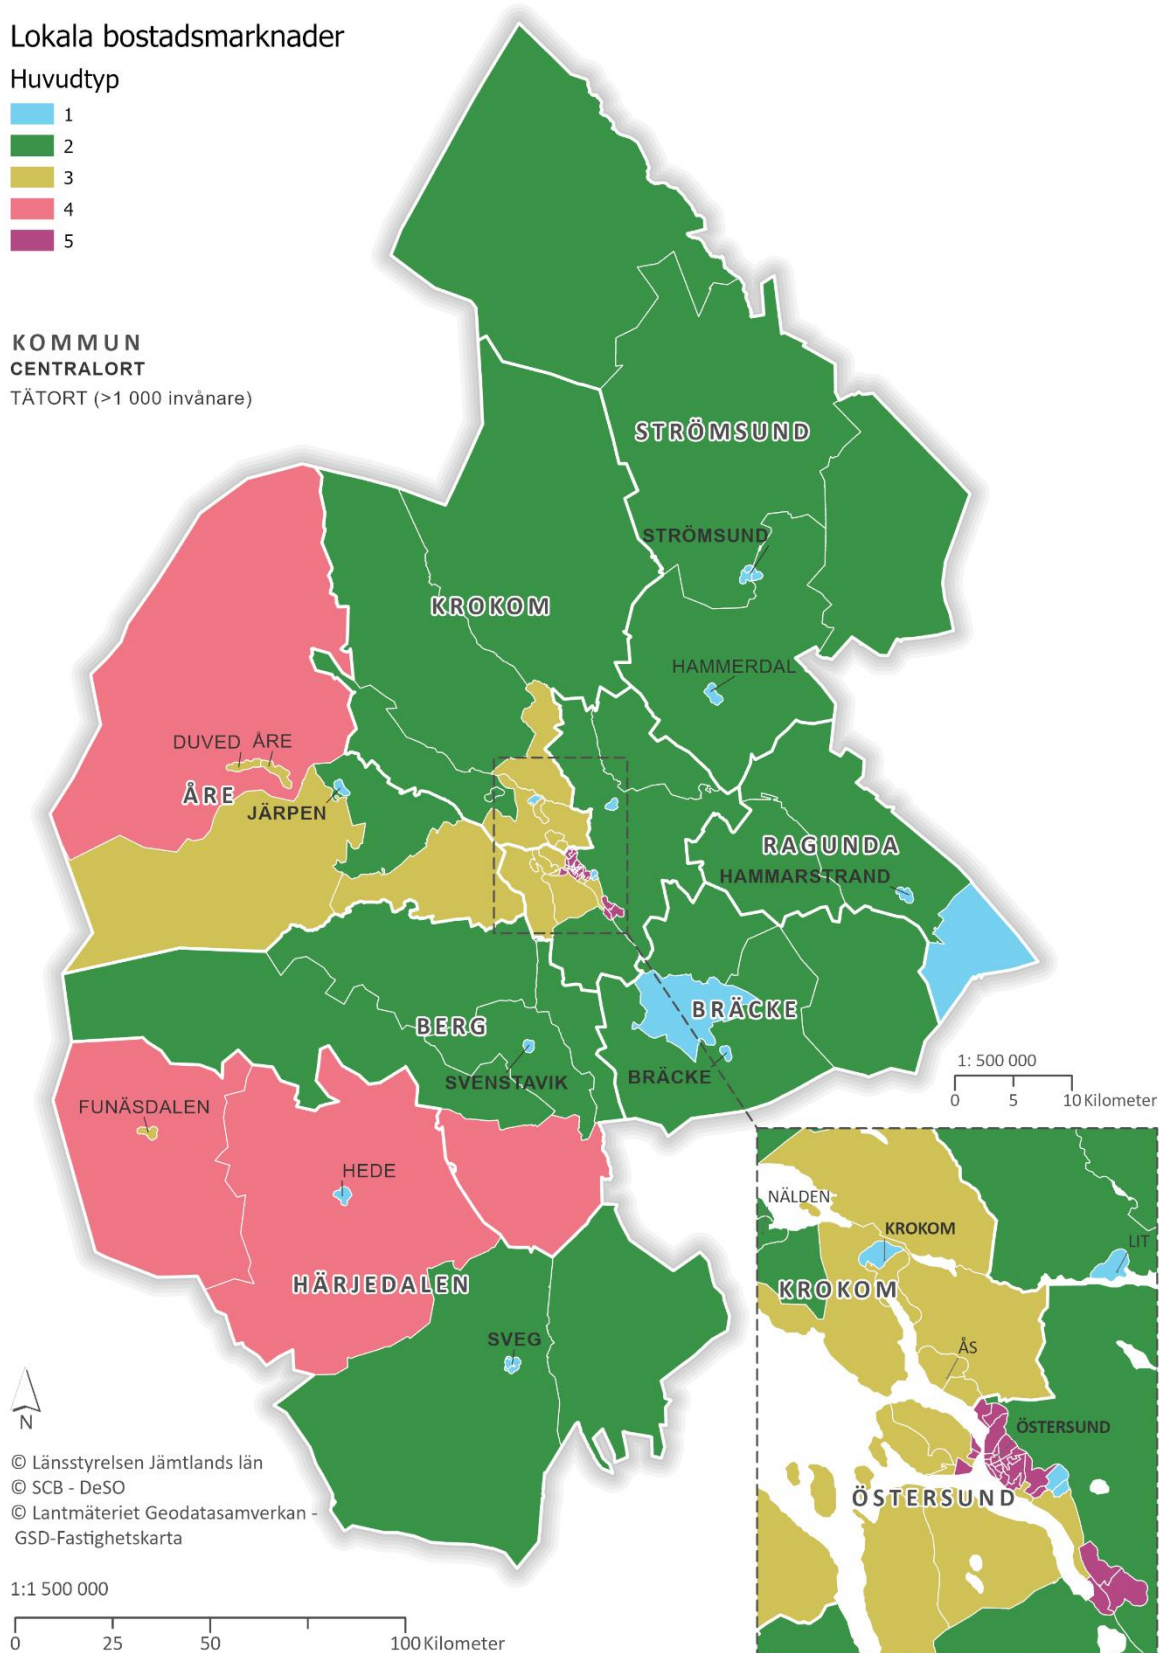 Lokala bostadsmarknader
Huvudtyp
1
2
3
4
5
KOMMUN
CENTRALORT
TÄTORT (>1 000 invånare)
STRÖMSUND
STRÖMSUND
KROKOM
HAMMERDAL
DUVED ÅRE
ÅRE
JÄRPEN
RAGUNDA
HAMMARSTRAND
BRÄCKE
BERG
BRÄCKE
SVENSTAVIK
FUNÄSDALEN
HEDE
HÄRJEDALEN
SVEG
1: 500 000
0 5 10 Kilometer
NÄLDEN
KROKOM
LIT
KROKOM
ÅS
ÖSTERSUND
ÖSTERSUND
N
© Länsstyrelsen Jämtlands län
© SCB - DeSO
© Lantmäteriet Geodatasamverkan -
GSD-Fastighetskarta
1:1 500 000
0 25 50 100 Kilometer